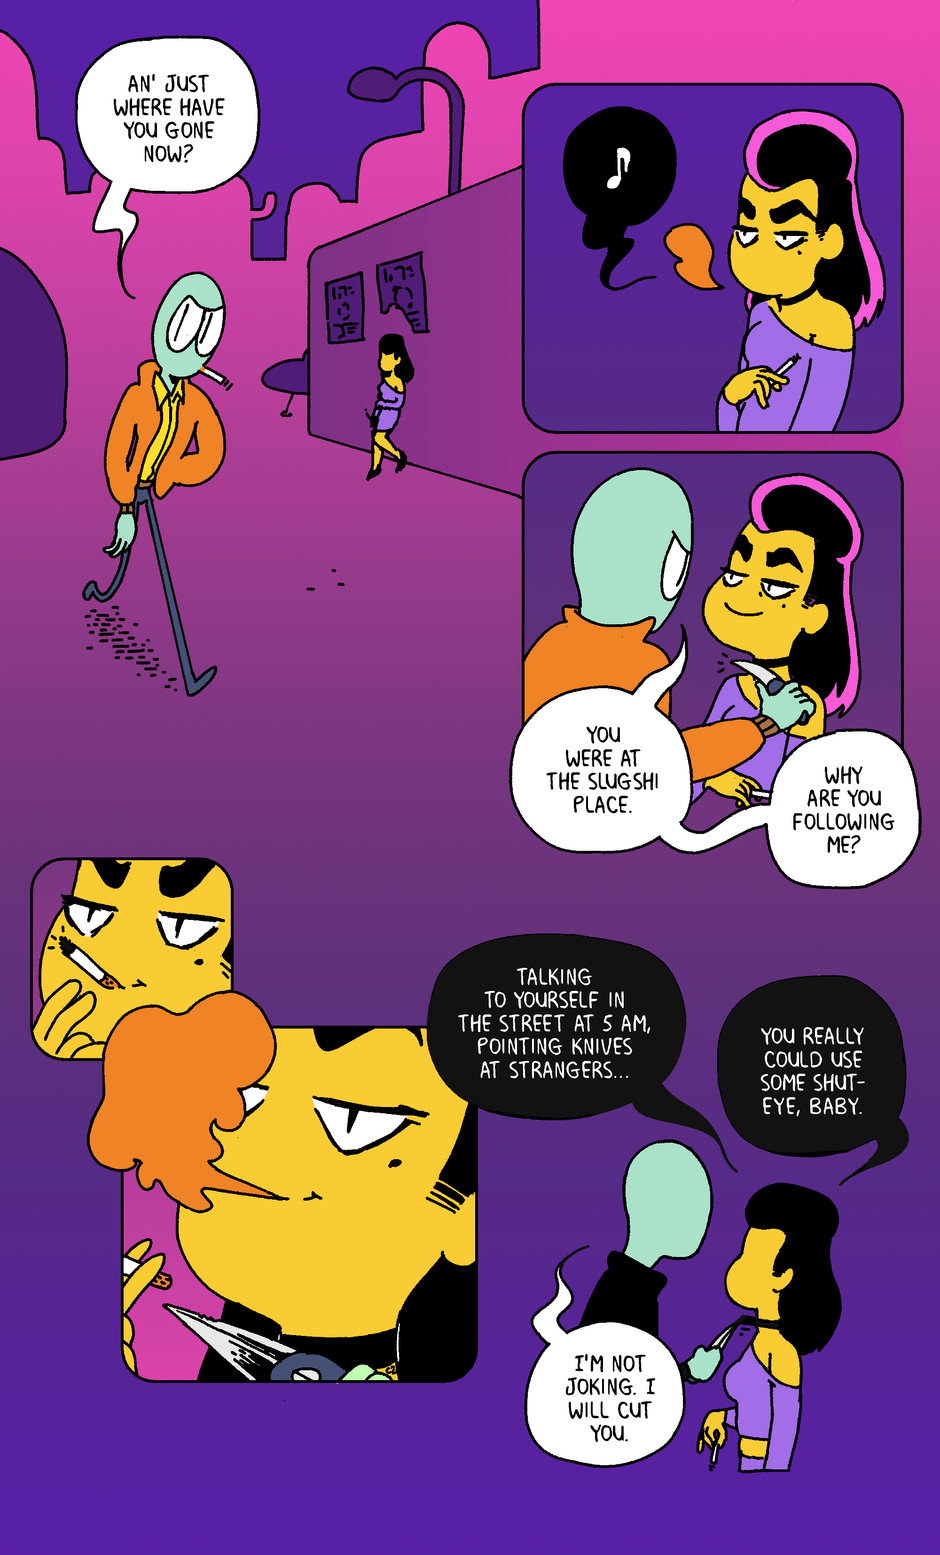 AN' JUST
WHERE HAVE
YOU GONE
NOW?
YOU
WERE AT
THE SLUGSHI
PLACE.
WHY
ARE YOU
FOLLOWING
ME?
TALKING
TO YOURSELF IN
THE STREET AT 5 AM,
POINTING KNIVES
AT STRANGERS...
YOU REALLY
COULD USE
SOME SHUT-
EYE, BABY.
I'M NOT
JOKING. I
WILL CUT
YOU.